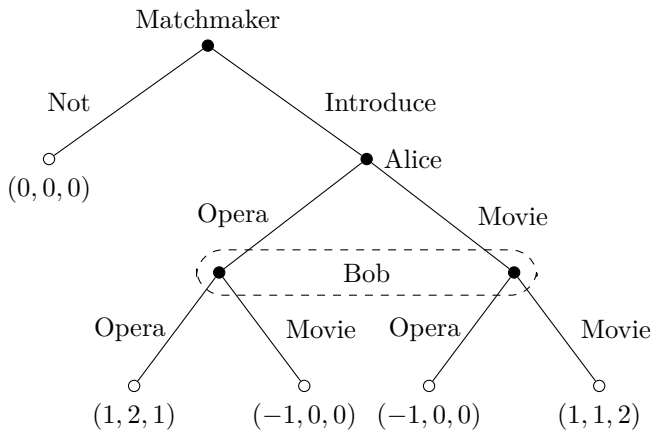 Matchmaker
Not Introduce
(0, 0, 0) Alice
Opera Movie
Bob
Opera Movie Opera Movie
(1, 2, 1) (−1, 0, 0) (−1, 0, 0) (1, 1, 2)